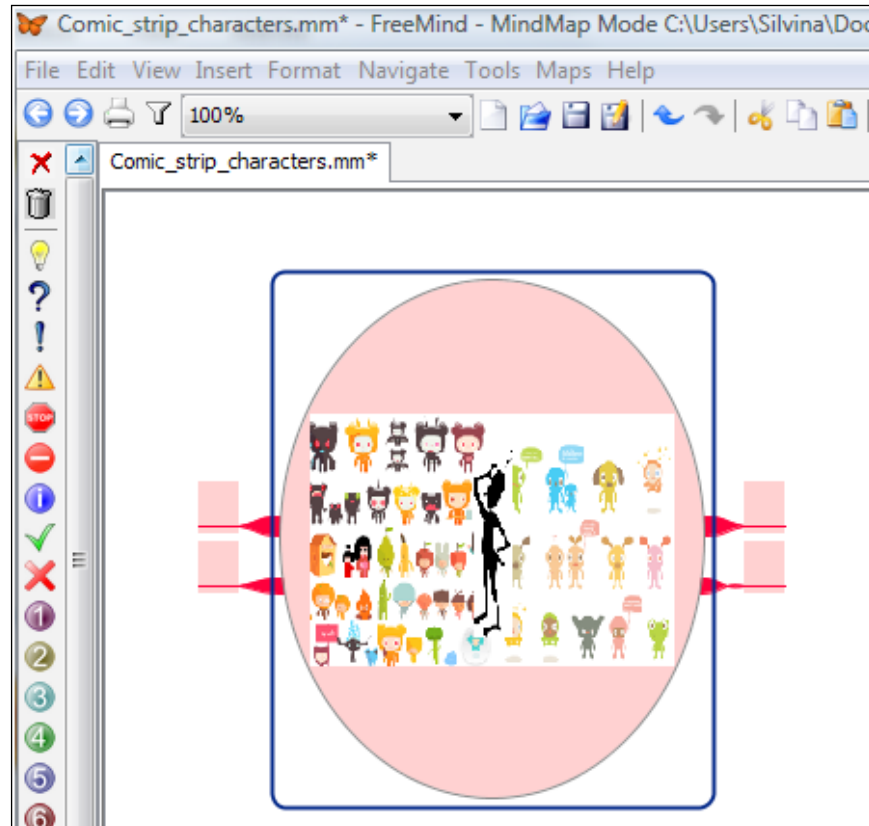 Comic_strip_characters.mm* - FreeMind - MindMap Mode C:\Users\Silvina\Doc
File Edit View Insert Format Navigate Tools Maps Help
100%
Comic_strip_characters.mm*
STOP
1
2
3
4
5
6